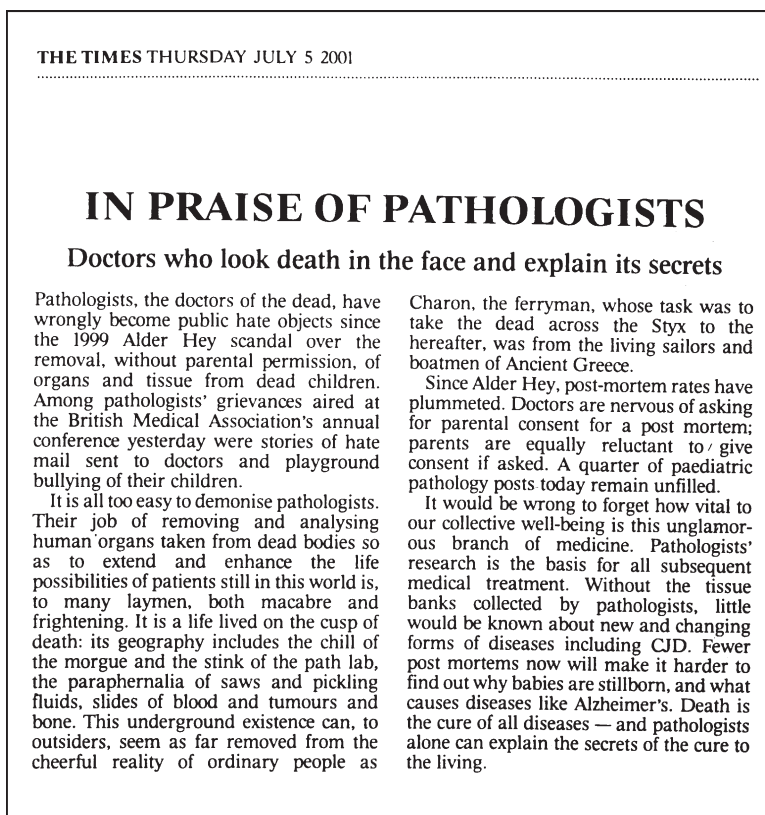 THE TIMES THURSDAY JULY 5 2001
IN PRAISE OF PATHOLOGISTS
Doctors who look death in the face and explain its secrets
Pathologists, the doctors of the dead, have
wrongly become public hate objects since
the 1999 Alder Hey scandal over the
removal, without parental permission, of
organs and tissue from dead children.
Among pathologists' grievances aired at
the British Medical Association's annual
conference yesterday were stories of hate
mail sent to doctors and playground
bullying of their children.
It is all too easy to demonise pathologists.
Their job of removing and analysing
human organs taken from dead bodies so
as to extend and enhance the life
possibilities of patients still in this world is,
to many laymen, both macabre and
frightening. It is a life lived on the cusp of
death: its geography includes the chill of
the morgue and the stink of the path lab,
the paraphernalia of saws and pickling
fluids, slides of blood and tumours and
bone. This underground existence can, to
outsiders, seem as far removed from the
cheerful reality of ordinary people as
Charon, the ferryman, whose task was to
take the dead across the Styx to the
hereafter, was from the living sailors and
boatmen of Ancient Greece.
Since Alder Hey, post-mortem rates have
plummeted. Doctors are nervous of asking
for parental consent for a post mortem;
parents are equally reluctant to give
consent if asked. A quarter of paediatric
pathology posts today remain unfilled.
It would be wrong to forget how vital to
our collective well-being is this unglamor-
ous branch of medicine. Pathologists'
research is the basis for all subsequent
medical treatment. Without the tissue
banks collected by pathologists, little
would be known about new and changing
forms of diseases including CJD. Fewer
post mortems now will make it harder to
find out why babies are stillborn, and what
causes diseases like Alzheimer's. Death is
the cure of all diseases — and pathologists
alone can explain the secrets of the cure to
the living.